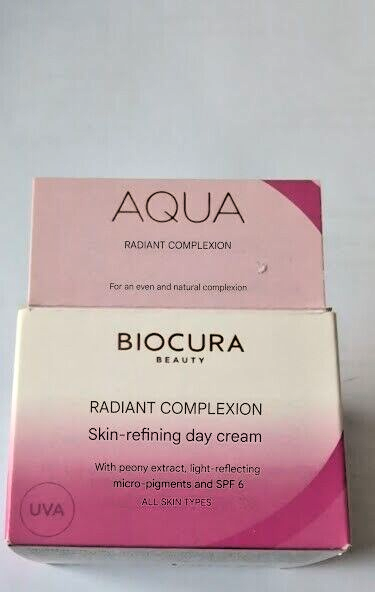 AQUA
RADIANT COMPLEXION
For an even and natural complexion
BIOCURA
BEAUTY
RADIANT COMPLEXION
Skin-refining day cream
With peony extract, light-reflecting
micro-pigments and SPF 6
ALL SKIN TYPES
UVA